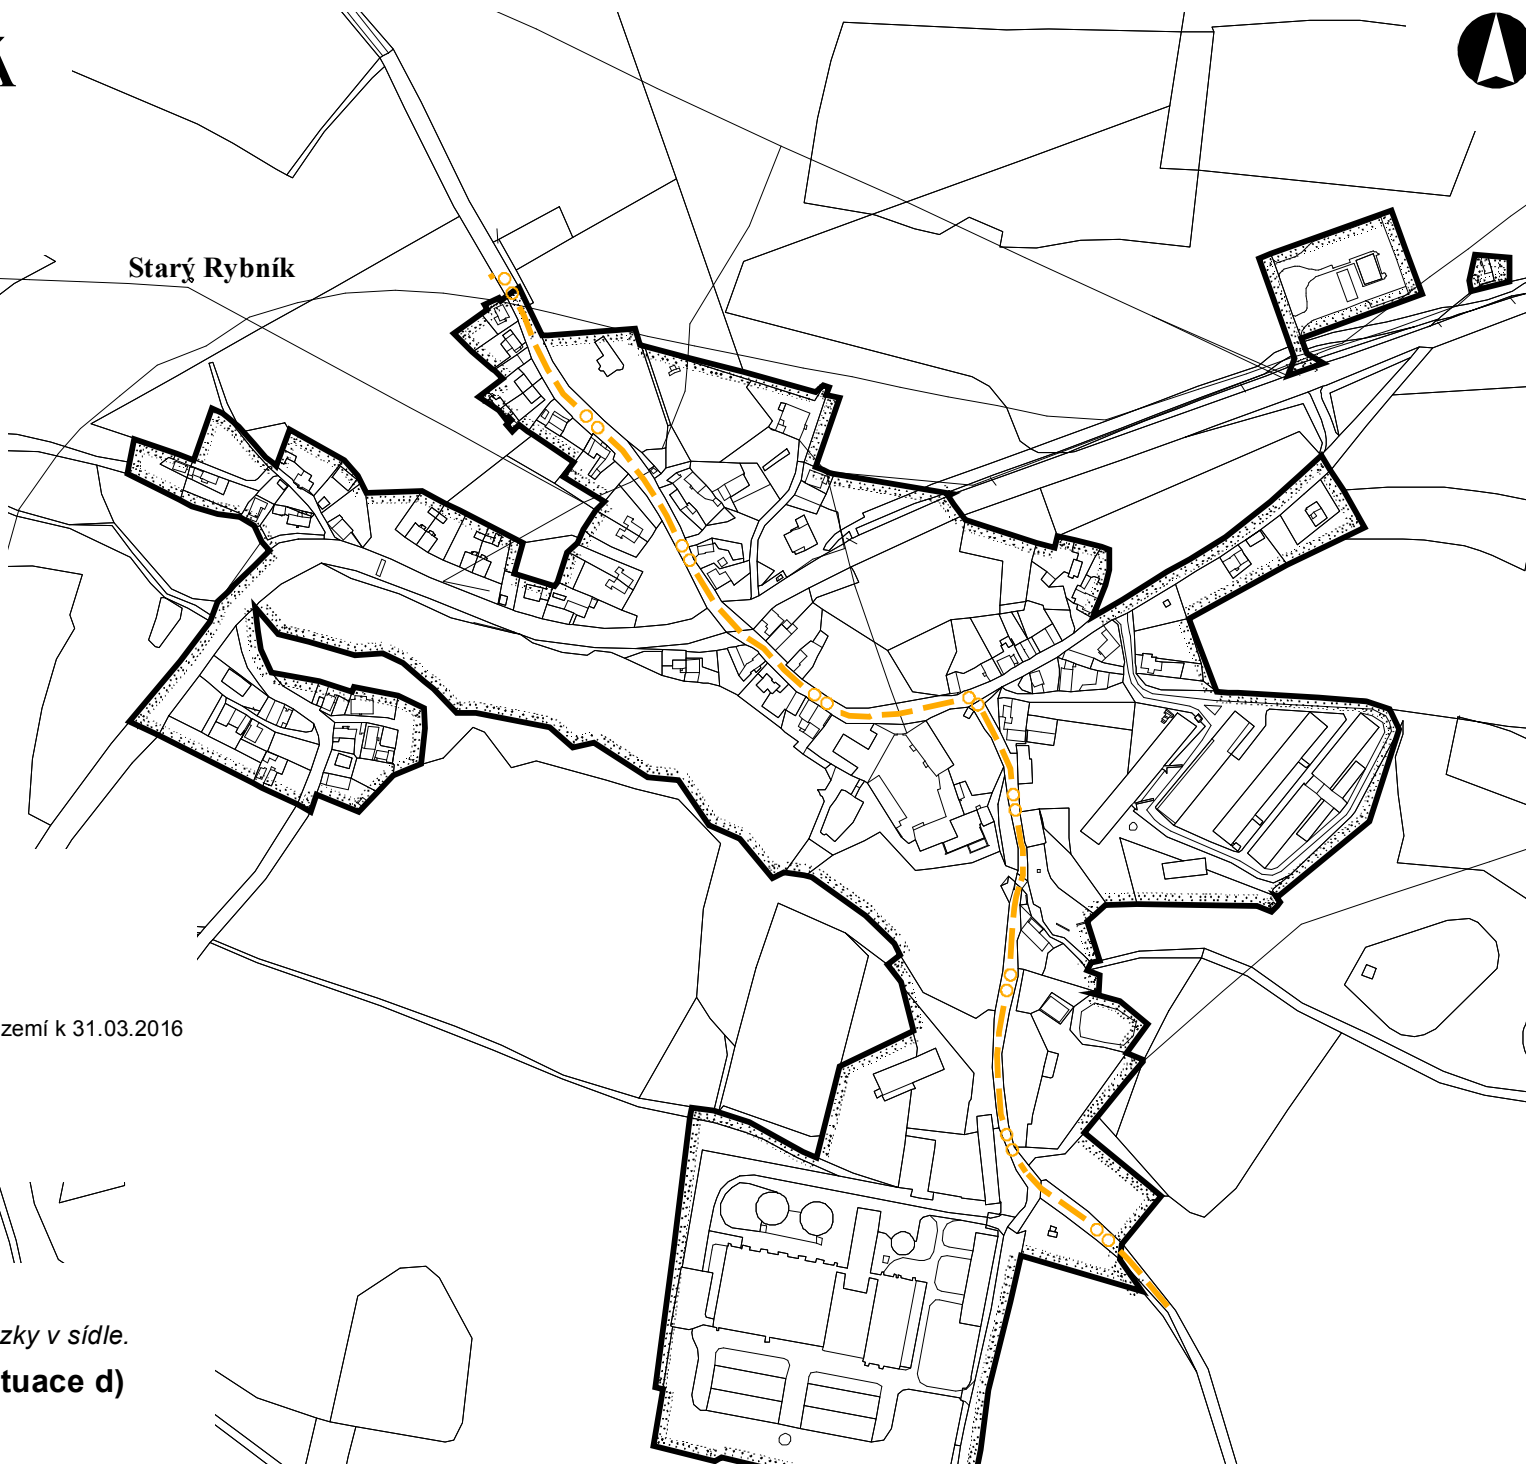 Starý Rybník
zemí k 31.03.2016
zky v sídle.
tuace d)